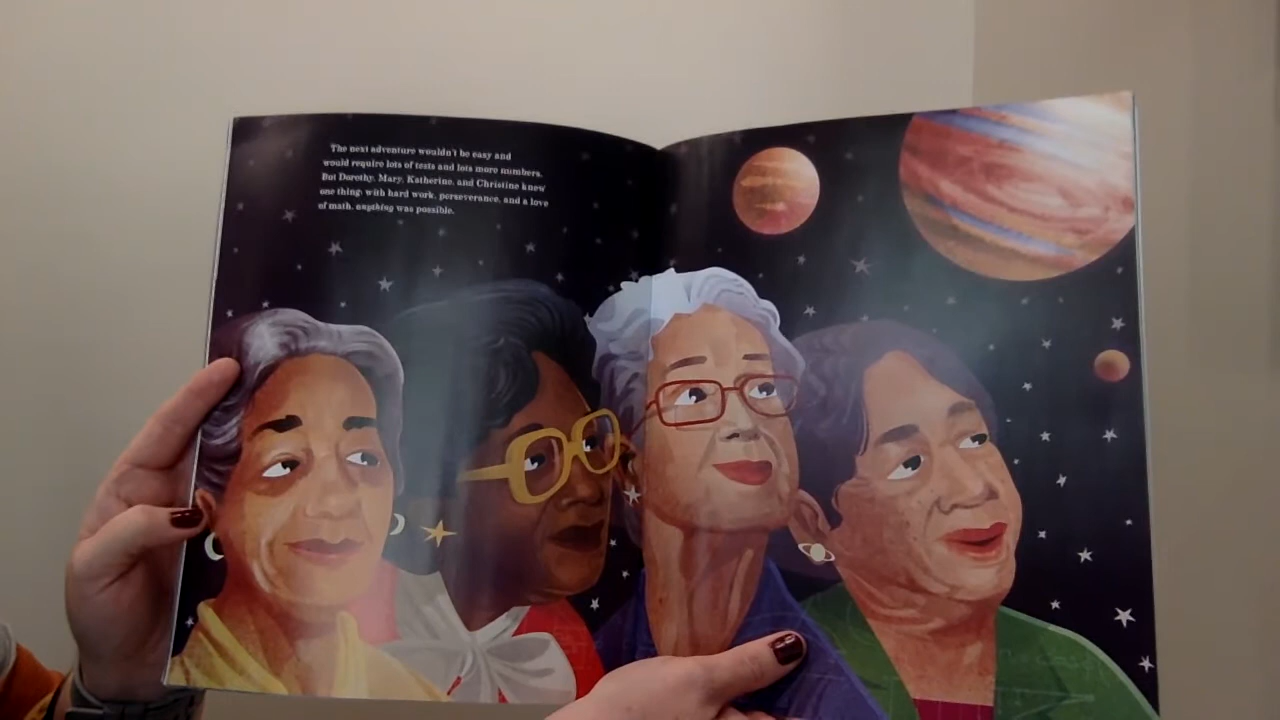 The next adventure wouldn't be easy and
would require lots of tests and lots more numbers.
But Dorothy, Mary, Katherine, and Christine knew
one thing: with hard work, perseverance, and a love
of math, anything was possible.